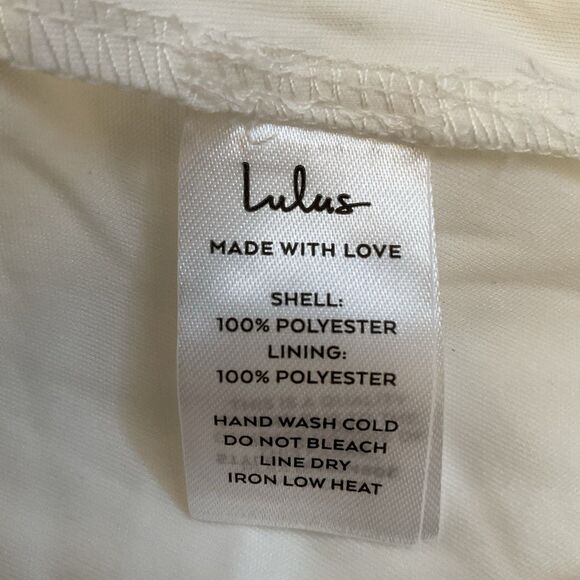 Lulus
MADE WITH LOVE
SHELL:
100% POLYESTER
LINING:
100% POLYESTER
HAND WASH COLD
DO NOT BLEACH
LINE DRY
IRON LOW HEAT